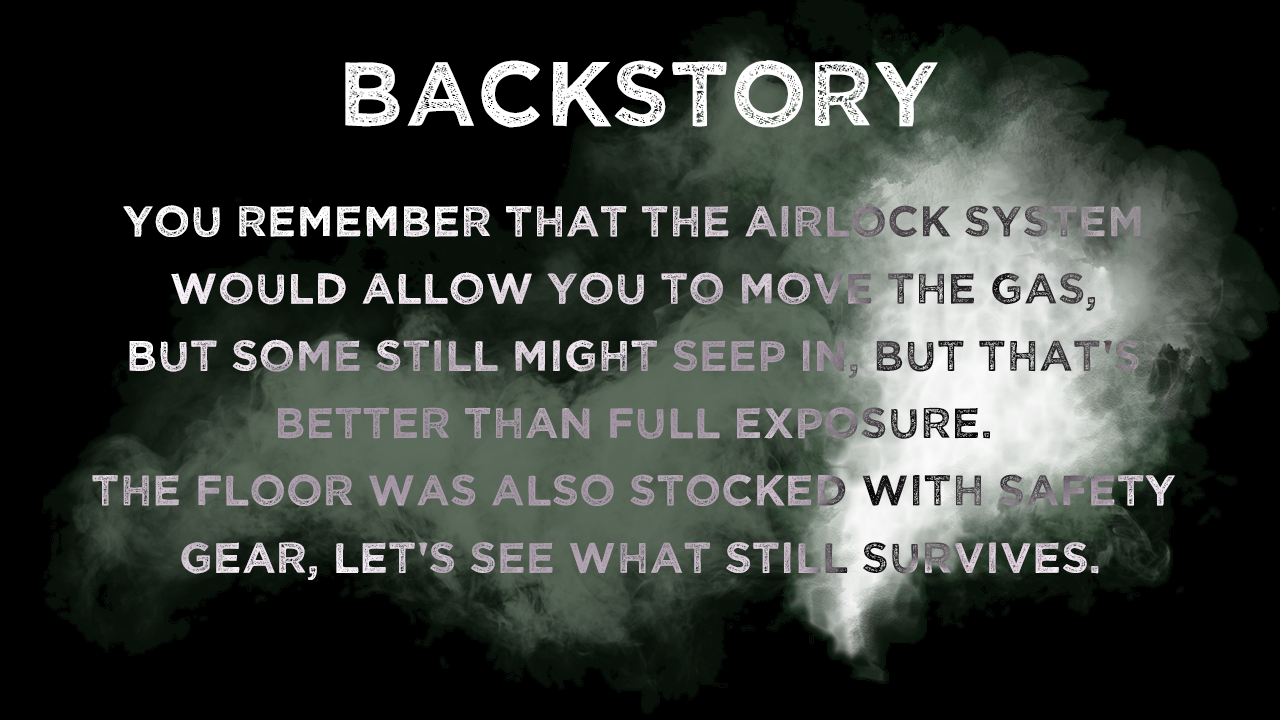 BACKSTORY
YOU REMEMBER THAT THE AIRLOCK SYSTEM
WOULD ALLOW YOU TO MOVE THE GAS,
BUT SOME STILL MIGHT SEEP IN, BUT THAT'S
BETTER THAN FULL EXPOSURE.
THE FLOOR WAS ALSO STOCKED WITH SAFETY
GEAR, LET'S SEE WHAT STILL SURVIVES.